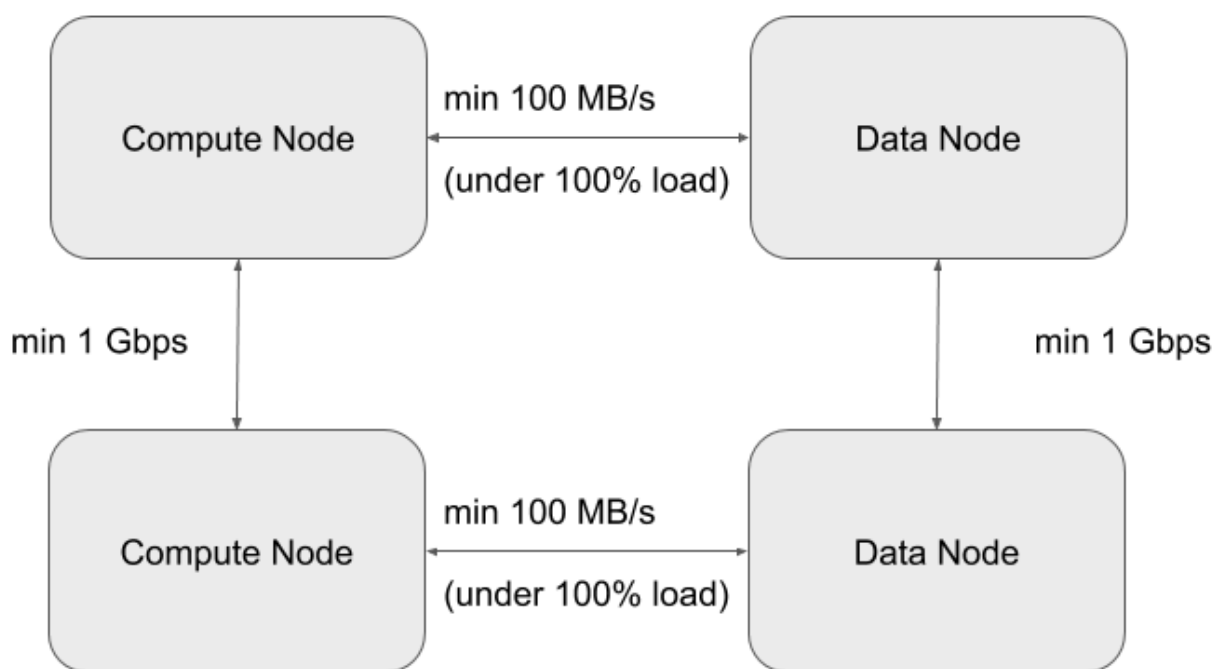 Compute Node
min 100 MB/s
(under 100% load)
Data Node
min 1 Gbps
min 1 Gbps
Compute Node
min 100 MB/s
(under 100% load)
Data Node